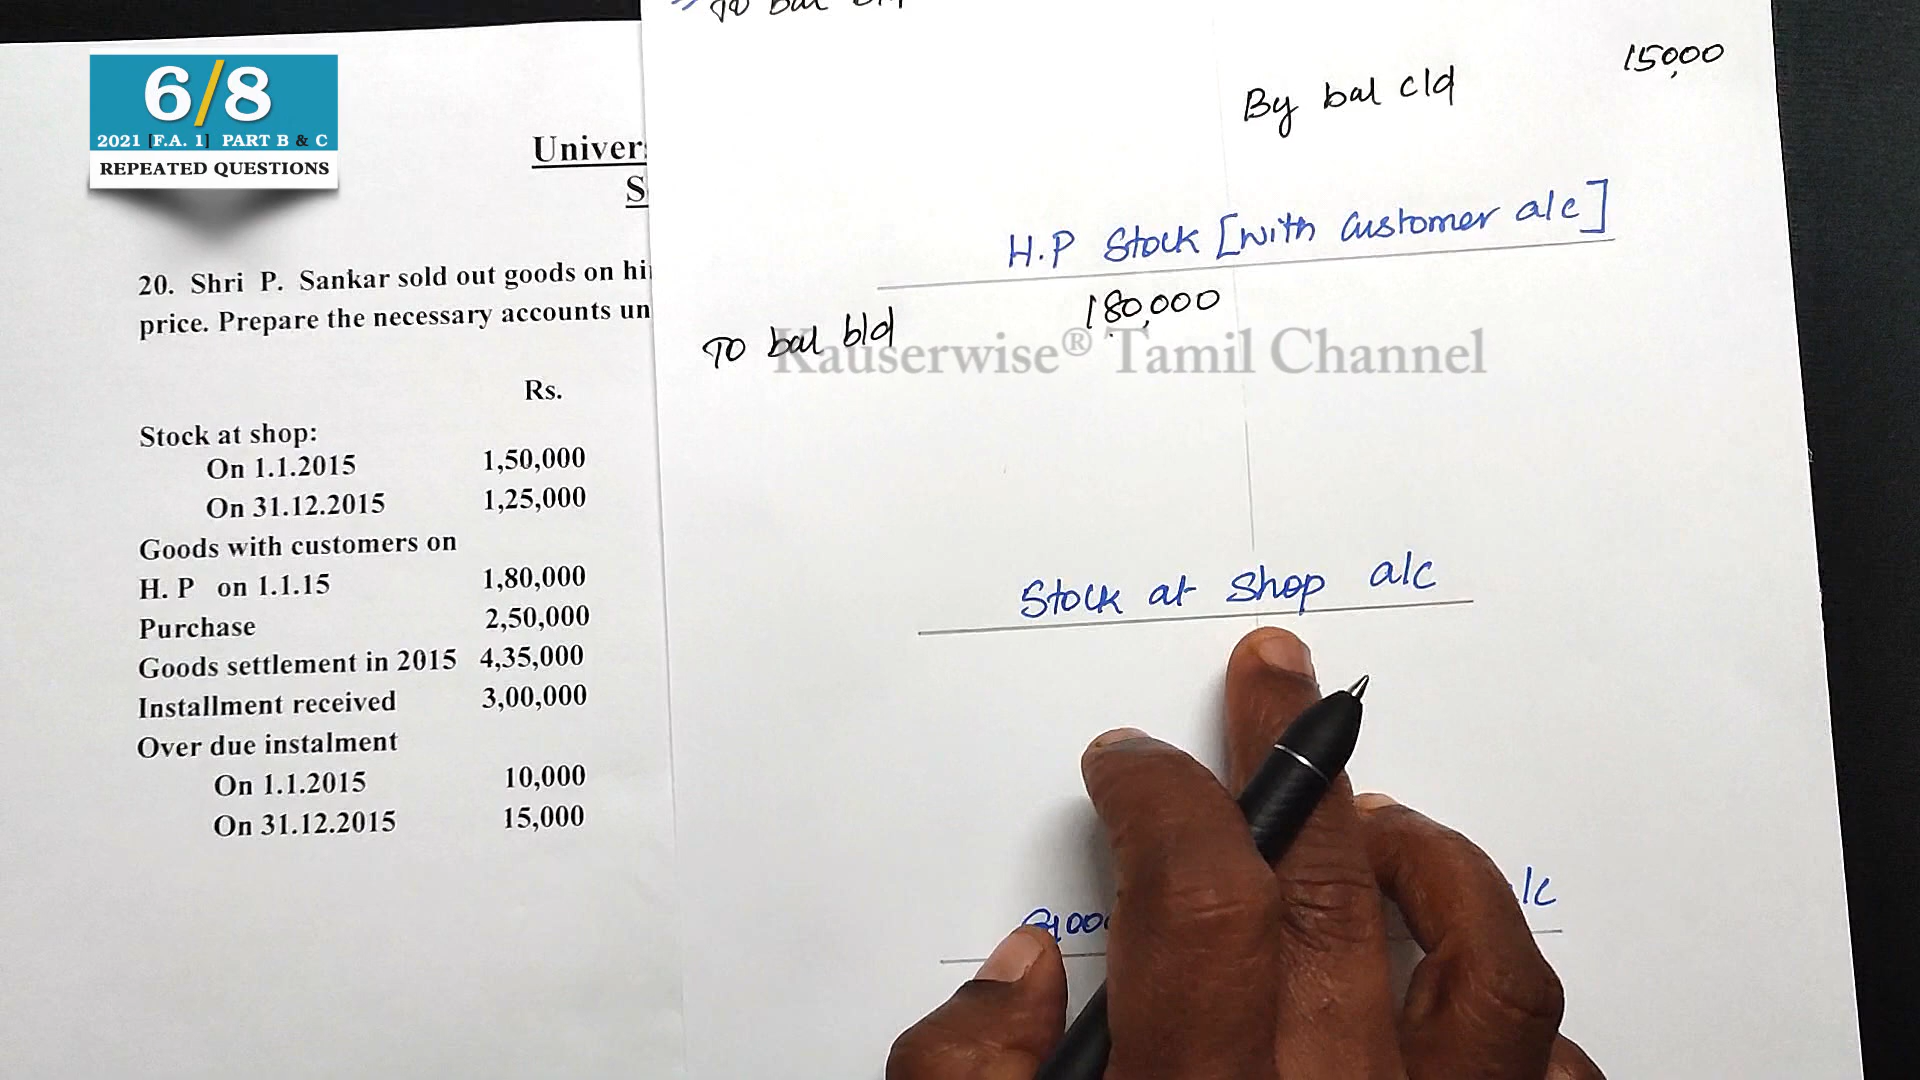 6/8
2021 [F.A. 1] PART B & C
REPEATED QUESTIONS
Univer
S
20. Shri P. Sankar sold out goods on hi
price. Prepare the necessary accounts un
Rs.
Stock at shop:
On 1.1.2015 1,50,000
On 31.12.2015 1,25,000
Goods with customers on
H. P on 1.1.15 1,80,000
Purchase 2,50,000
Goods settlement in 2015 4,35,000
Installment received 3,00,000
Over due instalment
On 1.1.2015 10,000
On 31.12.2015 15,000
To bal
By bal c/d 15,000
H.P Stock [with customer a/c]
To bal b/d 180,000
Kauserwise® Tamil Channel
Stock at shop a/c